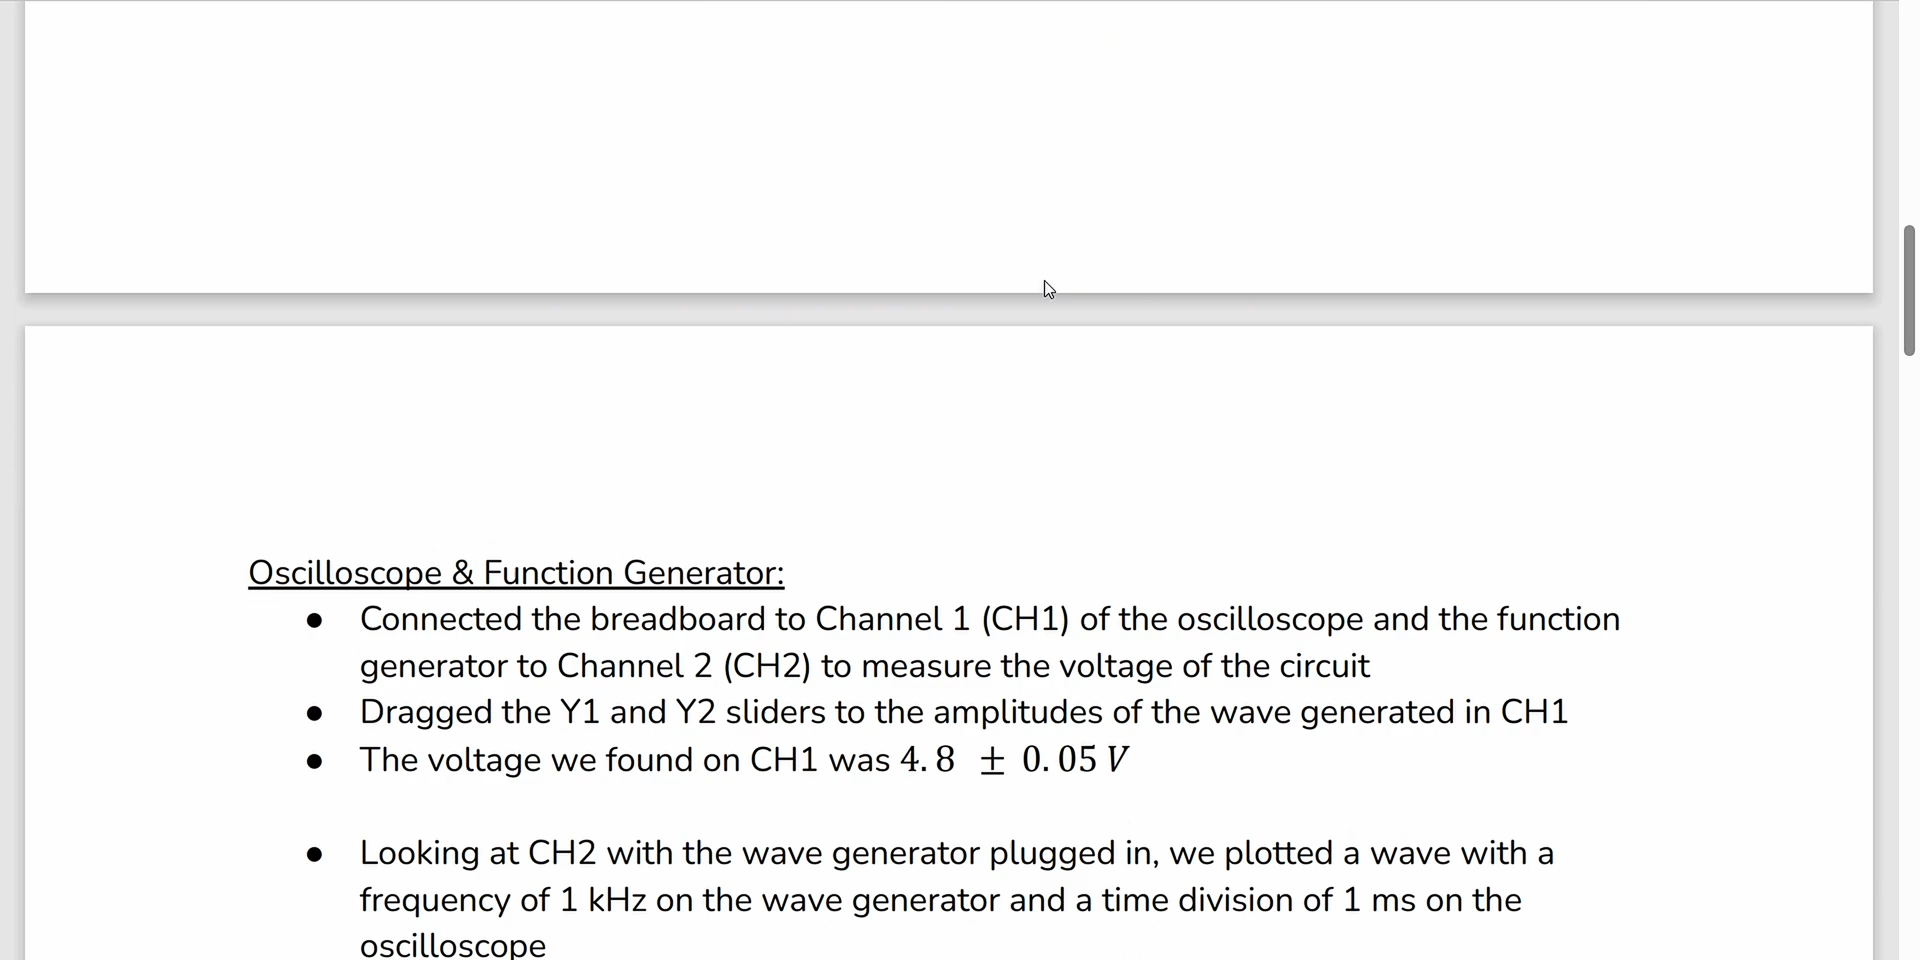 Oscilloscope & Function Generator:
● Connected the breadboard to Channel 1 (CH1) of the oscilloscope and the function
generator to Channel 2 (CH2) to measure the voltage of the circuit
● Dragged the Y1 and Y2 sliders to the amplitudes of the wave generated in CH1
● The voltage we found on CH1 was 4.8 ± 0.05 V
● Looking at CH2 with the wave generator plugged in, we plotted a wave with a
frequency of 1 kHz on the wave generator and a time division of 1 ms on the
oscilloscope